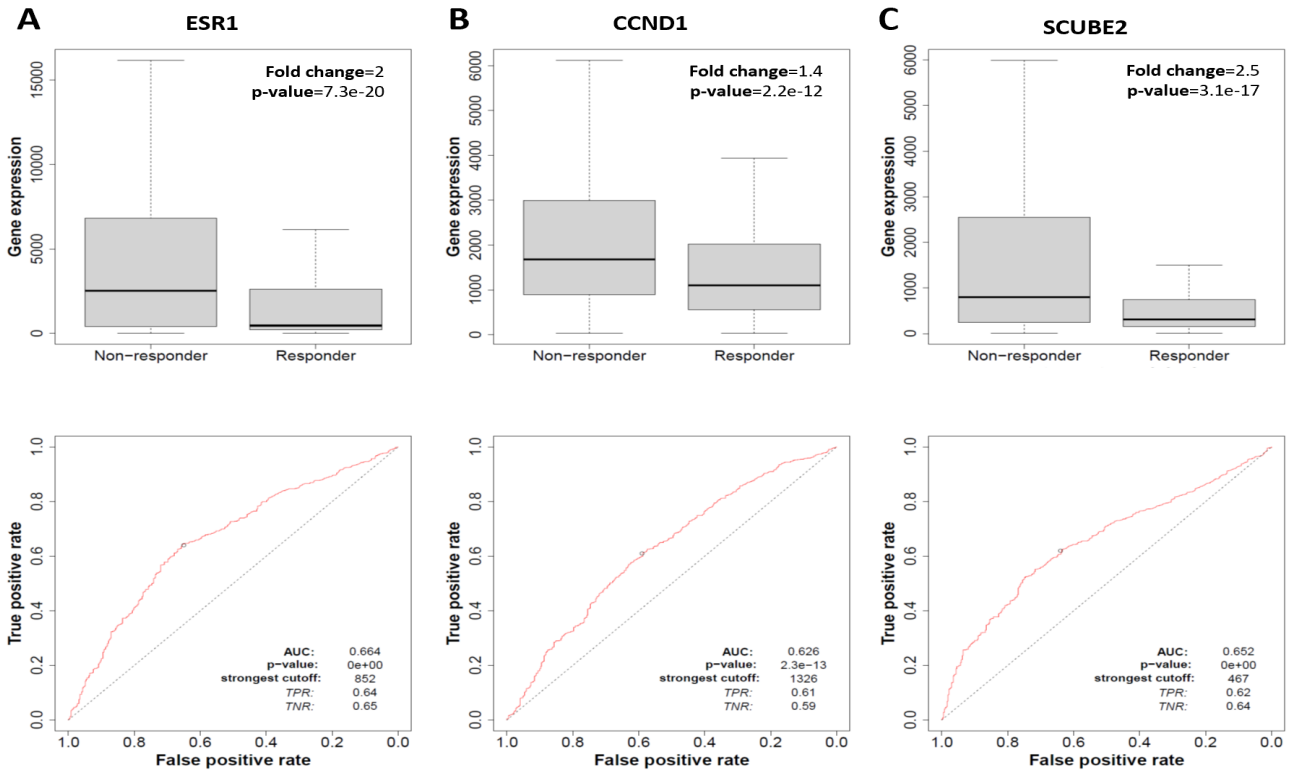 A
ESR1
Fold change=2
p-value=7.3e-20
Gene expression
0
5000
10000
15000
Non-responder
Responder
B
CCND1
Fold change=1.4
p-value=2.2e-12
Gene expression
0
1000
2000
3000
4000
5000
6000
Non-responder
Responder
C
SCUBE2
Fold change=2.5
p-value=3.1e-17
Gene expression
0
1000
2000
3000
4000
5000
6000
Non-responder
Responder
True positive rate
0.0
0.2
0.4
0.6
0.8
1.0
AUC: 0.664
p-value: 0e+00
strongest cutoff: 852
TPR: 0.64
TNR: 0.65
1.0 0.8 0.6 0.4 0.2 0.0
False positive rate
True positive rate
0.0
0.2
0.4
0.6
0.8
1.0
AUC: 0.626
p-value: 2.3e-13
strongest cutoff: 1326
TPR: 0.61
TNR: 0.59
1.0 0.8 0.6 0.4 0.2 0.0
False positive rate
True positive rate
0.0
0.2
0.4
0.6
0.8
1.0
AUC: 0.652
p-value: 0e+00
strongest cutoff: 467
TPR: 0.62
TNR: 0.64
1.0 0.8 0.6 0.4 0.2 0.0
False positive rate